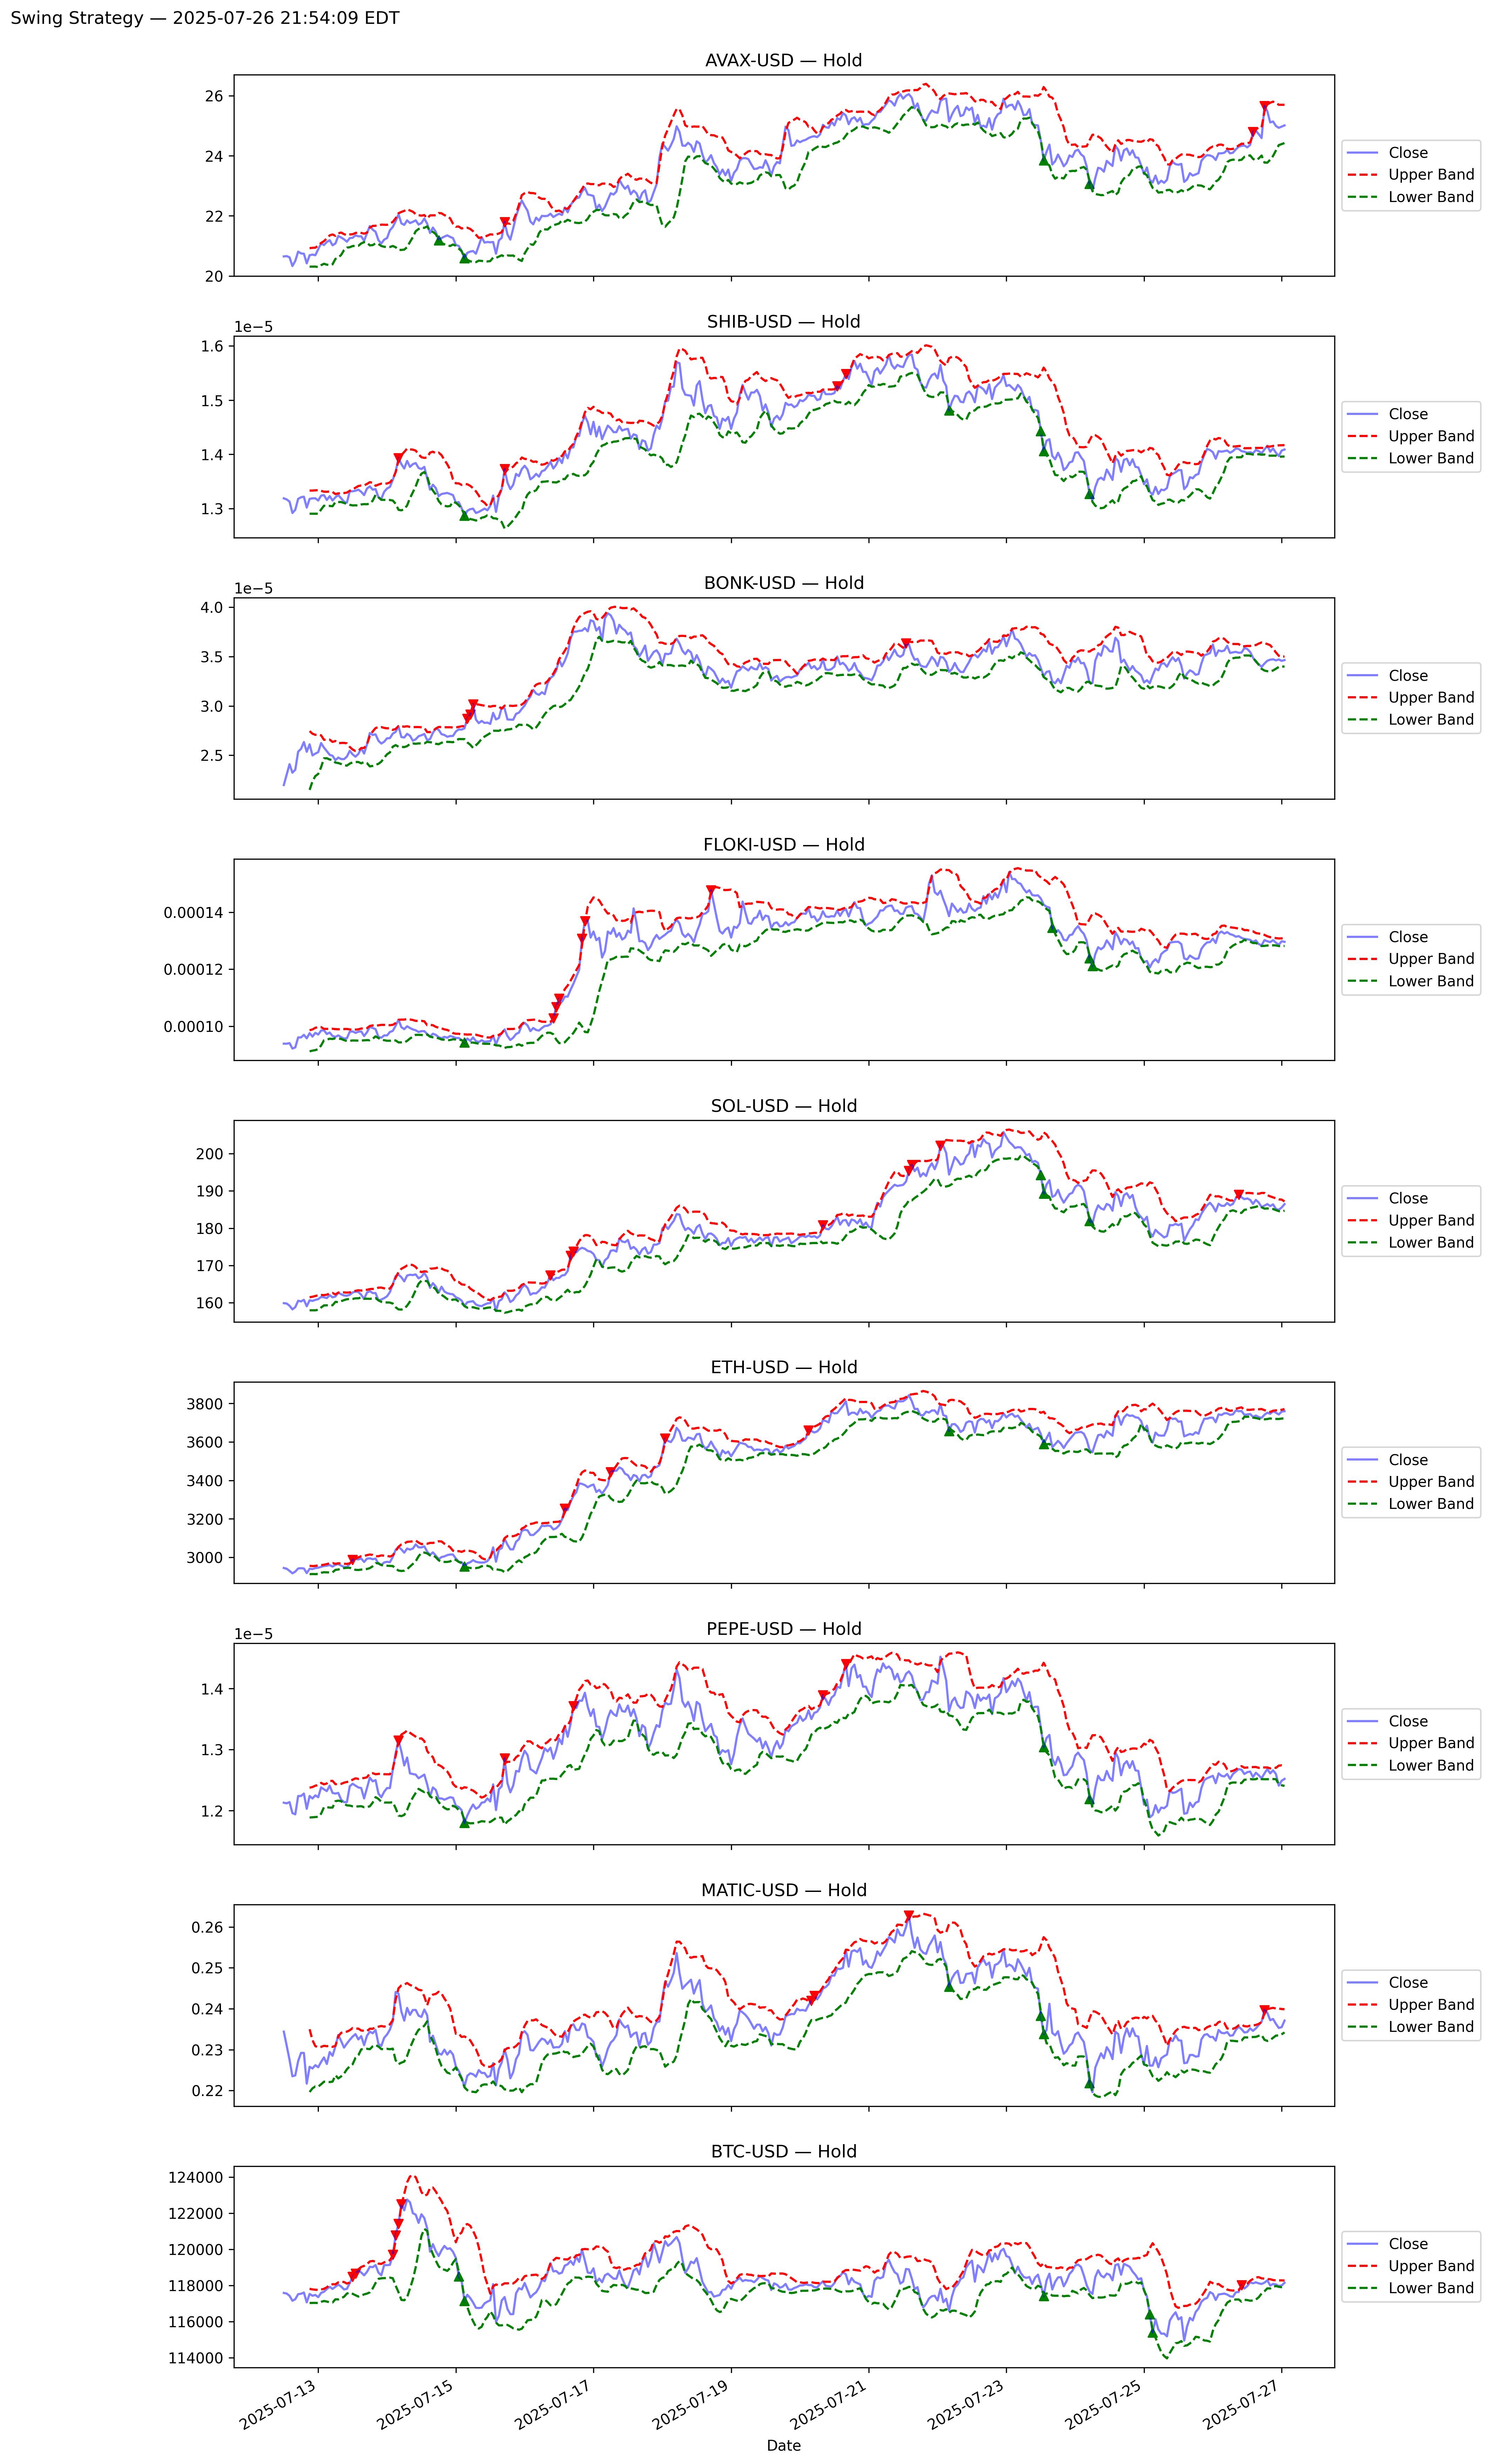 Swing Strategy — 2025-07-26 21:54:09 EDT
AVAX-USD — Hold
26
24
22
20
Close
Upper Band
Lower Band
SHIB-USD — Hold
1e−5
1.6
1.5
1.4
1.3
Close
Upper Band
Lower Band
BONK-USD — Hold
1e−5
4.0
3.5
3.0
2.5
Close
Upper Band
Lower Band
FLOKI-USD — Hold
0.00014
0.00012
0.00010
Close
Upper Band
Lower Band
SOL-USD — Hold
200
190
180
170
160
Close
Upper Band
Lower Band
ETH-USD — Hold
3800
3600
3400
3200
3000
Close
Upper Band
Lower Band
PEPE-USD — Hold
1e−5
1.4
1.3
1.2
Close
Upper Band
Lower Band
MATIC-USD — Hold
0.26
0.25
0.24
0.23
0.22
Close
Upper Band
Lower Band
BTC-USD — Hold
124000
122000
120000
118000
116000
114000
Close
Upper Band
Lower Band
2025-07-13
2025-07-15
2025-07-17
2025-07-19
2025-07-21
2025-07-23
2025-07-25
2025-07-27
Date